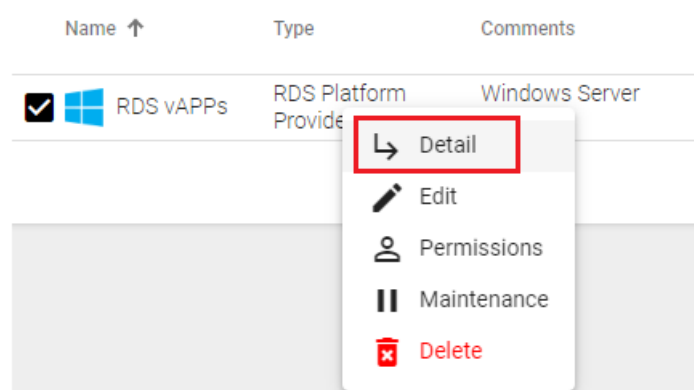 Name Type Comments
RDS vAPPs RDS Platform Windows Server
Provide
Detail
Edit
Permissions
Maintenance
Delete